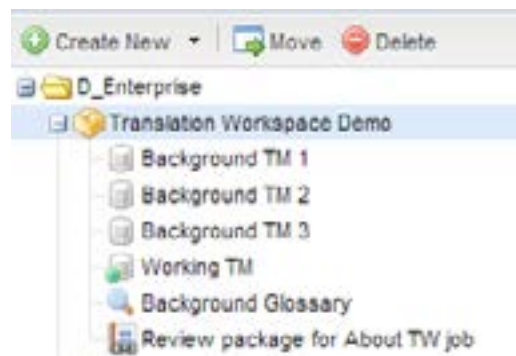 Create New Move Delete
D_Enterprise
Translation Workspace Demo
Background TM 1
Background TM 2
Background TM 3
Working TM
Background Glossary
Review package for About TW job